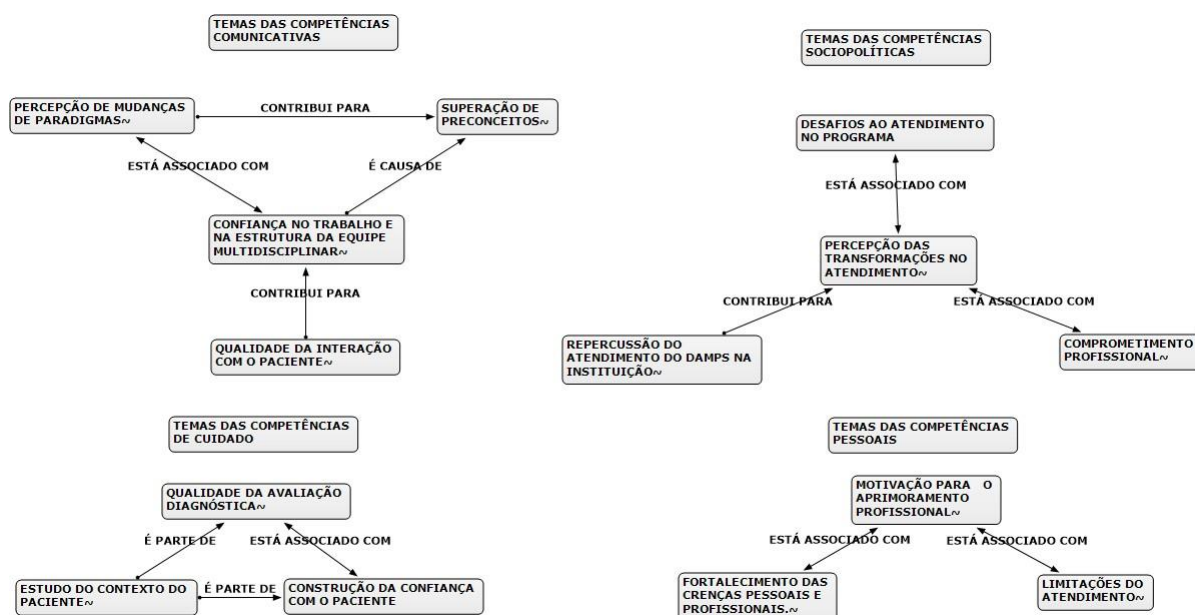 TEMAS DAS COMPETÊNCIAS
COMUNICATIVAS
PERCEPÇÃO DE MUDANÇAS
DE PARADIGMAS~
CONTRIBUI PARA
SUPERAÇÃO DE
PRECONCEITOS~
ESTÁ ASSOCIADO COM
É CAUSA DE
CONFIANÇA NO TRABALHO E
NA ESTRUTURA DA EQUIPE
MULTIDISCIPLINAR~
CONTRIBUI PARA
QUALIDADE DA INTERAÇÃO
COM O PACIENTE~
TEMAS DAS COMPETÊNCIAS
SOCIOPOLÍTICAS
DESAFIOS AO ATENDIMENTO
NO PROGRAMA
ESTÁ ASSOCIADO COM
PERCEPÇÃO DAS
TRANSFORMAÇÕES NO
ATENDIMENTO~
CONTRIBUI PARA
ESTÁ ASSOCIADO COM
REPERCUSSÃO DO
ATENDIMENTO DO DAMPS NA
INSTITUIÇÃO~
COMPROMETIMENTO
PROFISSIONAL~
TEMAS DAS COMPETÊNCIAS
DE CUIDADO
QUALIDADE DA AVALIAÇÃO
DIAGNÓSTICA~
É PARTE DE
ESTÁ ASSOCIADO COM
ESTUDO DO CONTEXTO DO
PACIENTE~
É PARTE DE
CONSTRUÇÃO DA CONFIANÇA
COM O PACIENTE
TEMAS DAS COMPETÊNCIAS
PESSOAIS
MOTIVAÇÃO PARA O
APRIMORAMENTO
PROFISSIONAL~
ESTÁ ASSOCIADO COM
ESTÁ ASSOCIADO COM
FORTALECIMENTO DAS
CRENÇAS PESSOAIS E
PROFISSIONAIS.~
LIMITAÇÕES DO
ATENDIMENTO~